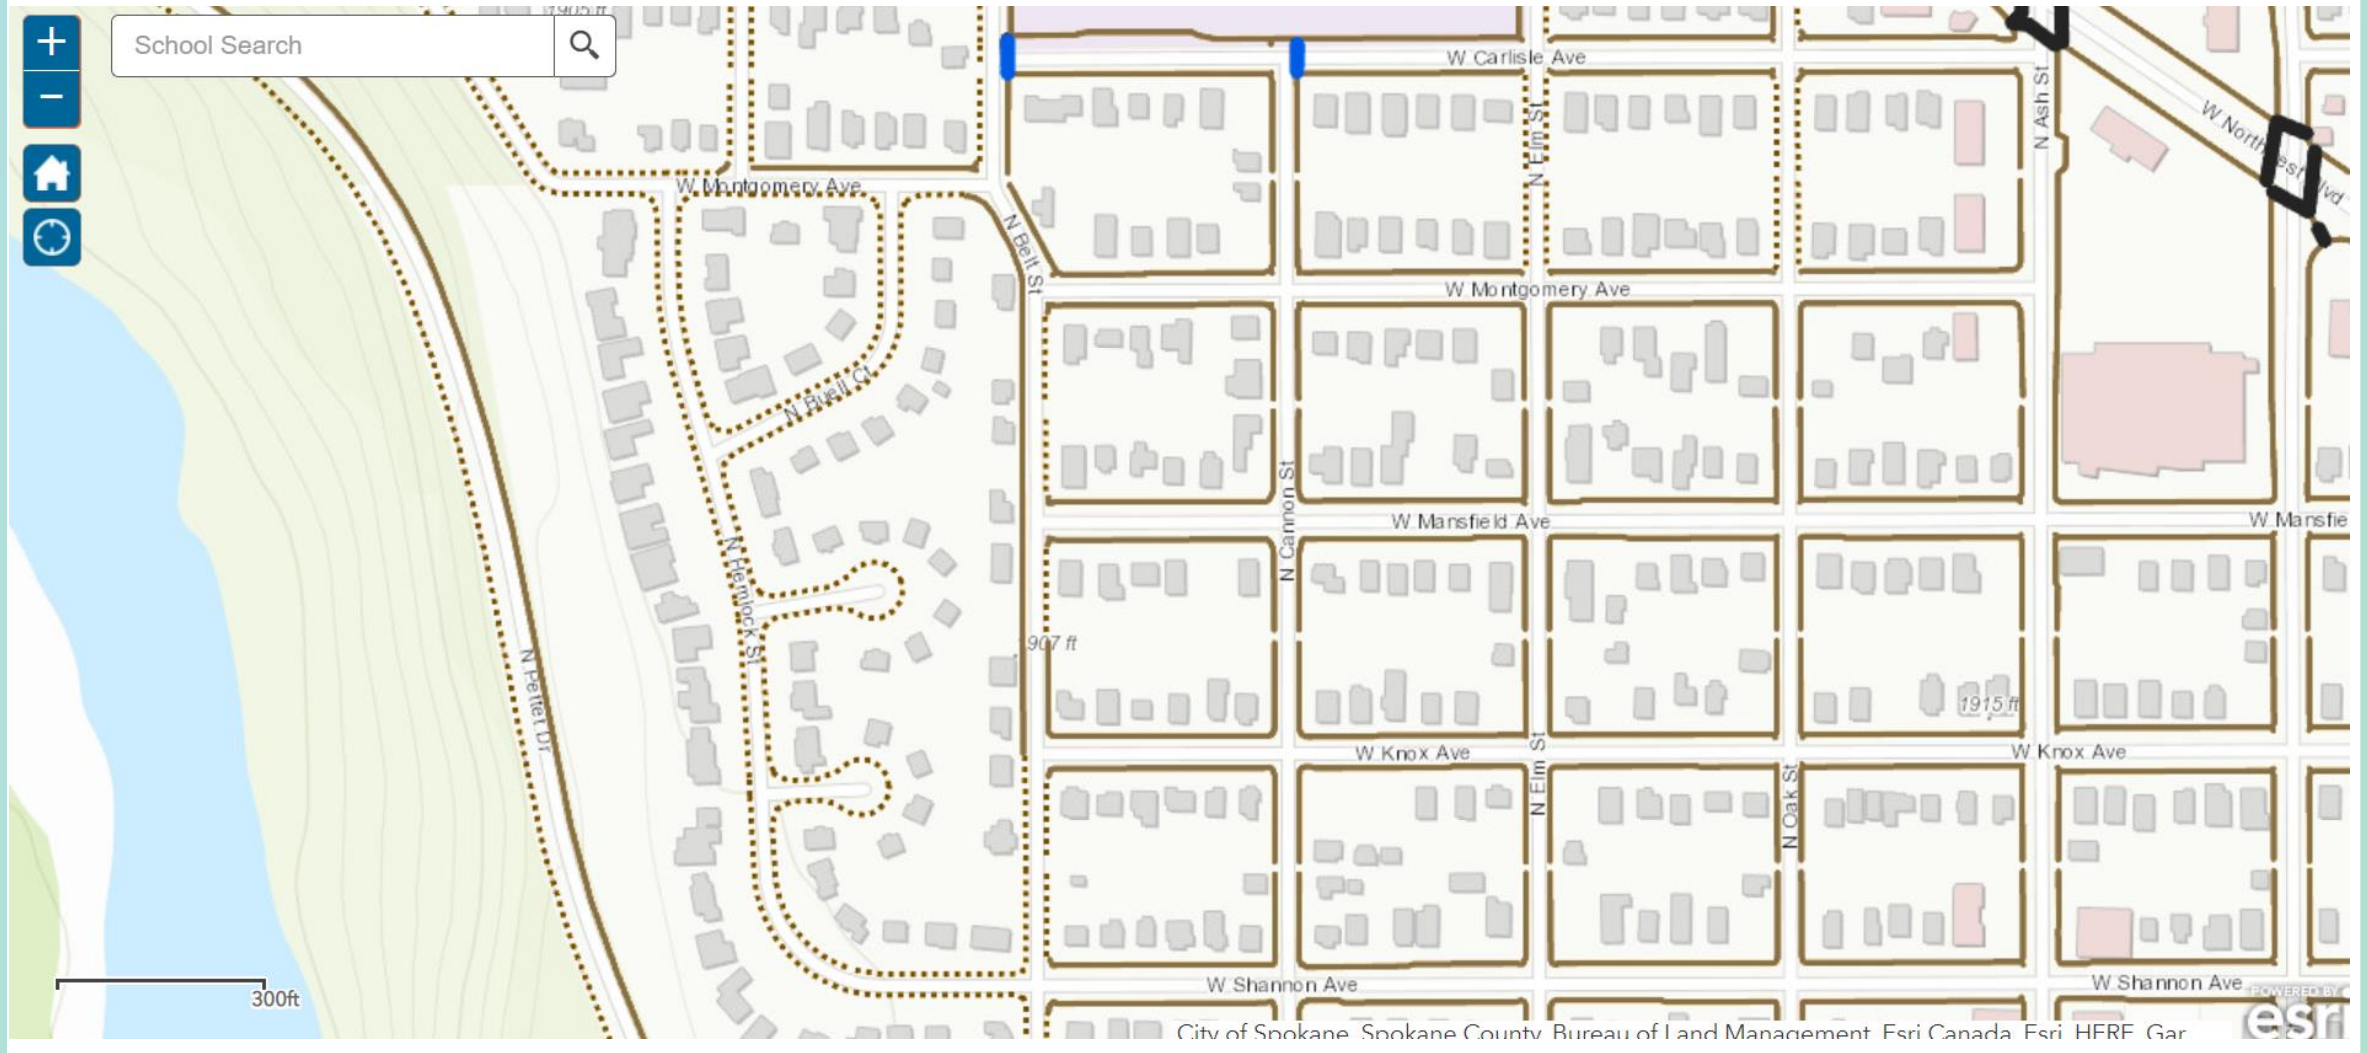 1905 ft
+
School Search
W Carlisle Ave
−
N Ash St
N Elm St
W Northwest Blvd
W Montgomery Ave
N Belt St
W Montgomery Ave
N Buell Ct
N Cannon St
W Mansfield Ave
W Mansfie
N Hemlock St
907 ft
N Pettet Dr
1915 ft
W Knox Ave
W Knox Ave
N Elm St
N Oak St
W Shannon Ave
W Shannon Ave
300ft
POWERED BY
esri
City of Spokane, Spokane County, Bureau of Land Management, Esri Canada, Esri, HERE, Gar